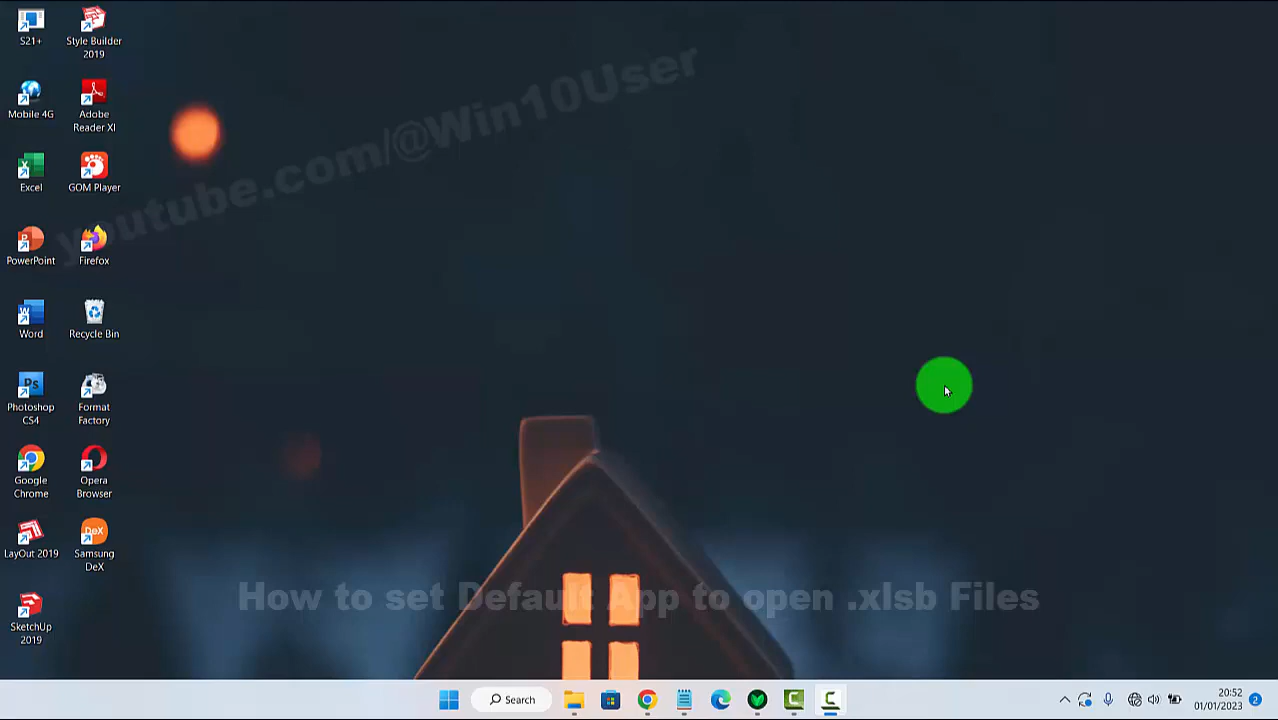 S21+
Style Builder
2019
Mobile 4G
Adobe
Reader XI
Excel
GOM Player
PowerPoint
Firefox
Word
Recycle Bin
Photoshop
CS4
Format
Factory
Google
Chrome
Opera
Browser
LayOut 2019
DeX
Samsung
DeX
SketchUp
2019
youtube.com/@Win10User
How to set Default App to open .xlsb Files
Search
20:52
01/01/2023
2